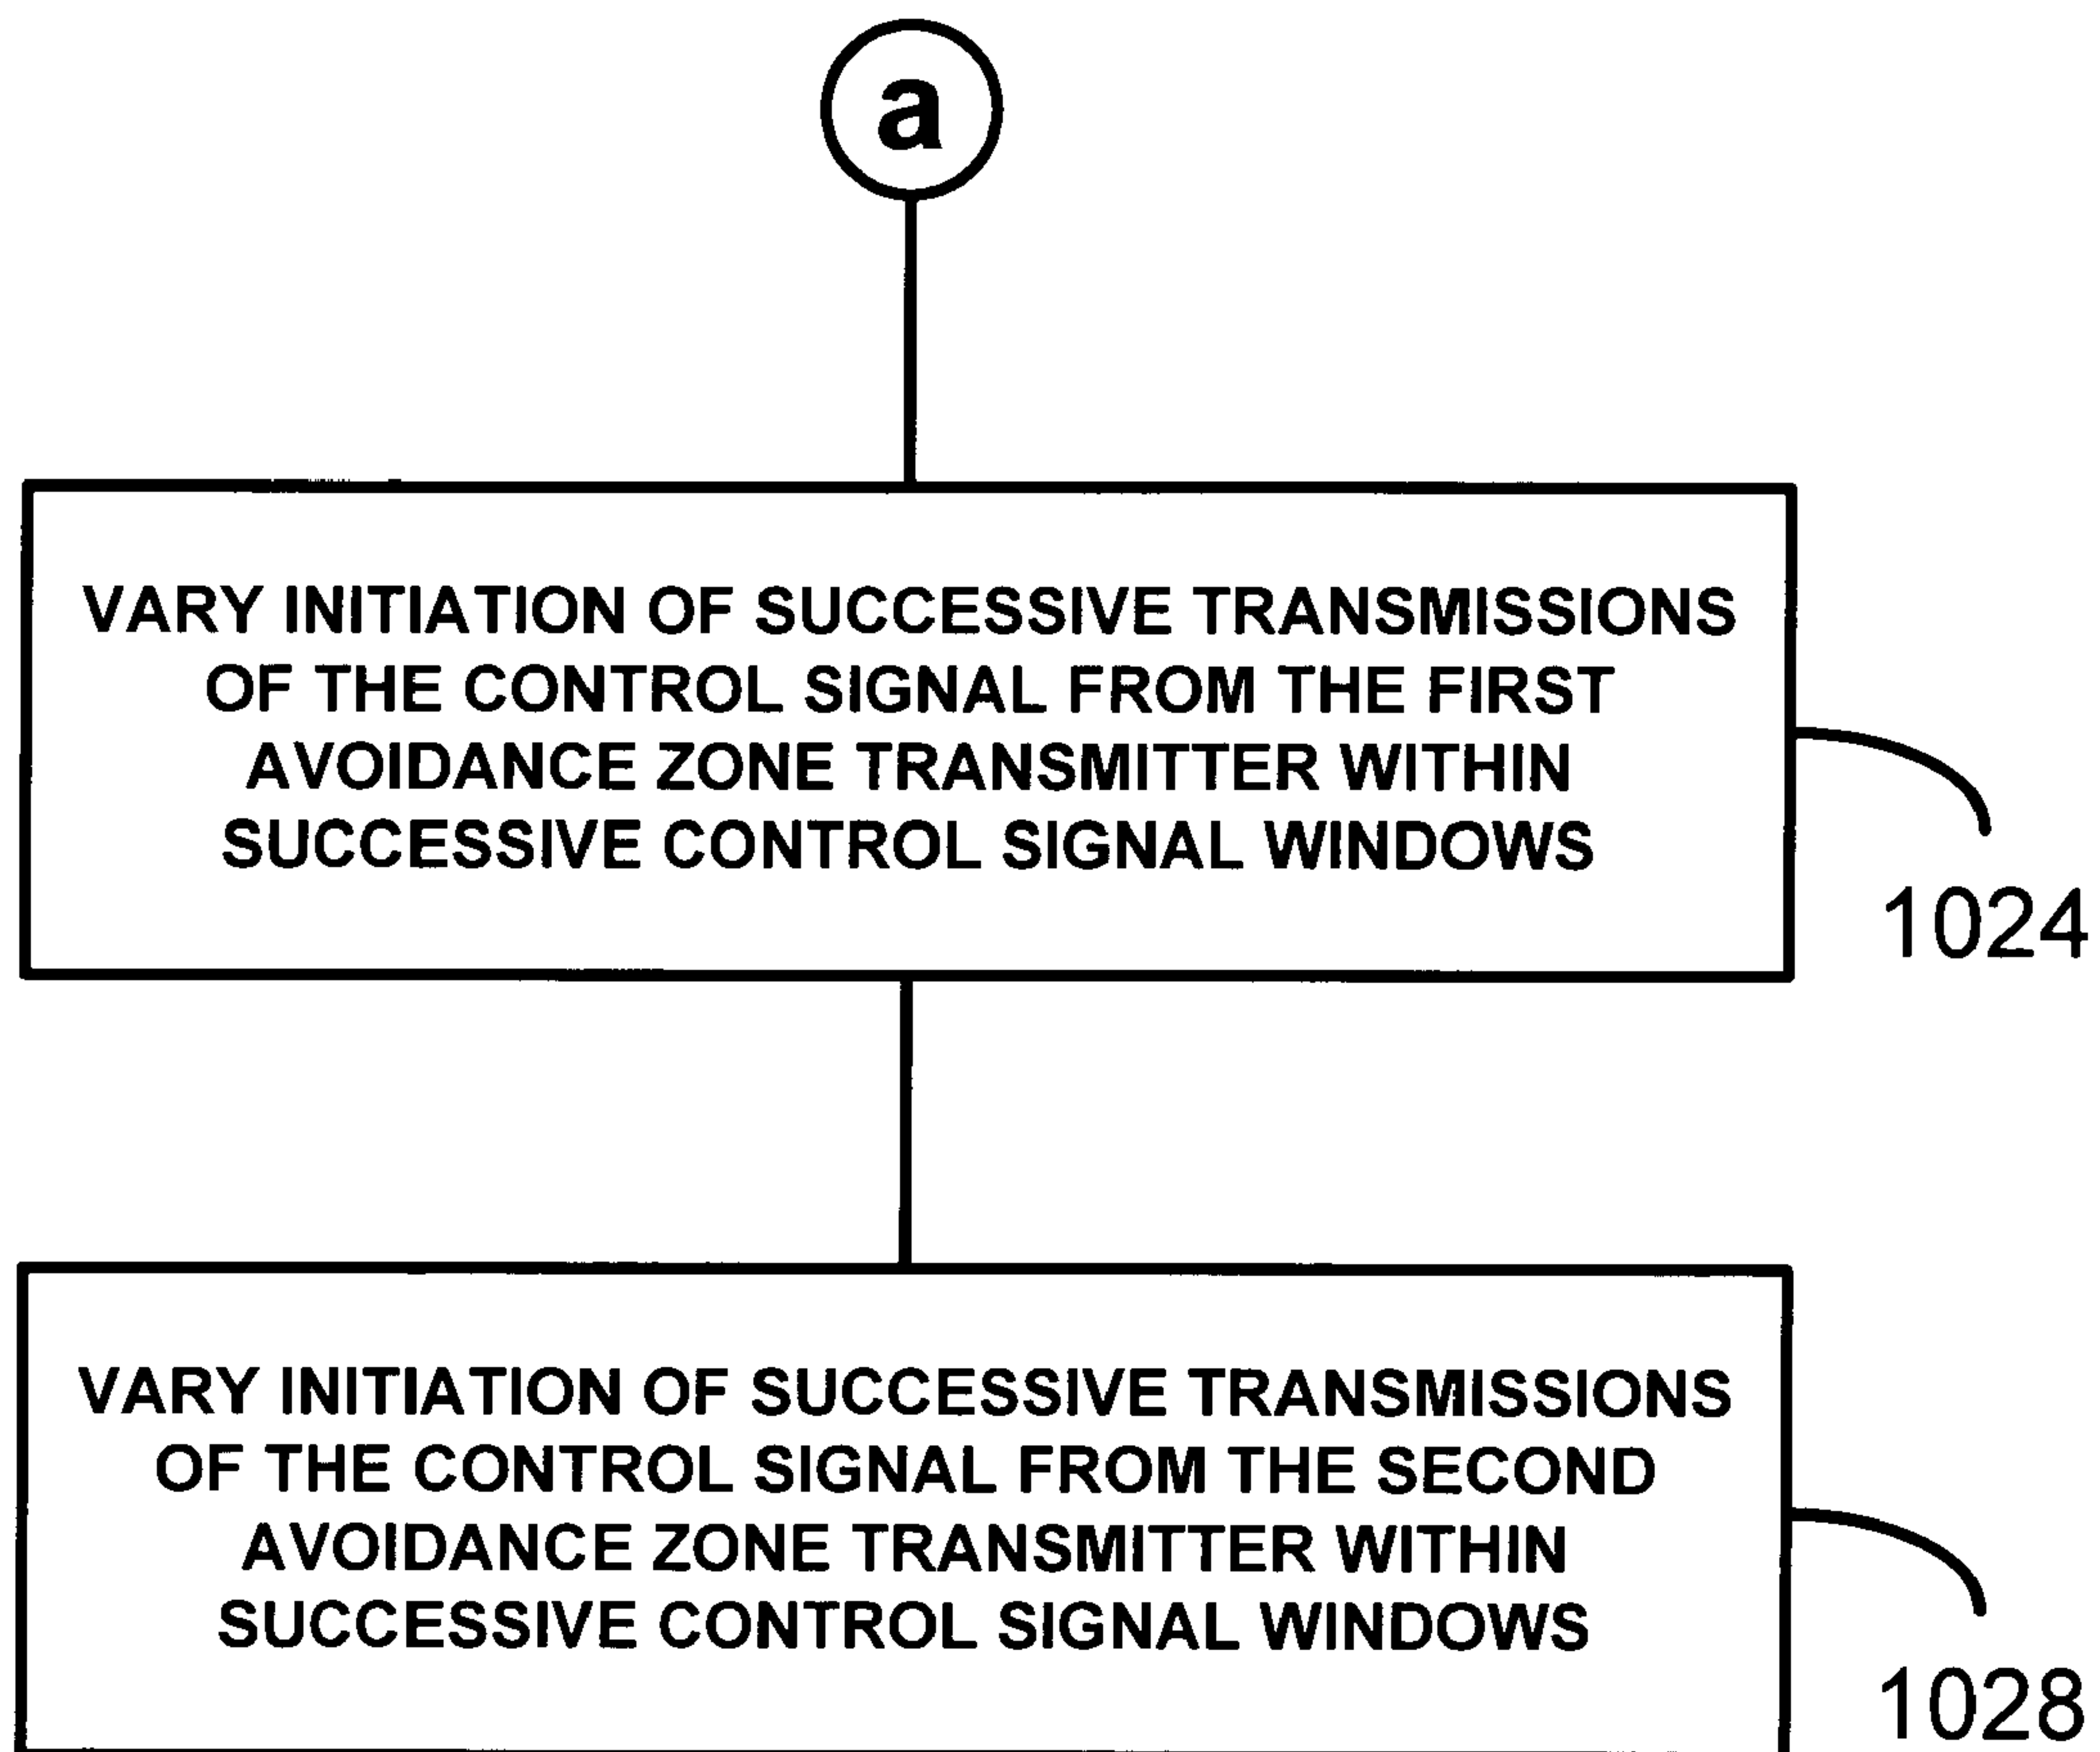 a
VARY INITIATION OF SUCCESSIVE TRANSMISSIONS
OF THE CONTROL SIGNAL FROM THE FIRST
AVOIDANCE ZONE TRANSMITTER WITHIN
SUCCESSIVE CONTROL SIGNAL WINDOWS
1024
VARY INITIATION OF SUCCESSIVE TRANSMISSIONS
OF THE CONTROL SIGNAL FROM THE SECOND
AVOIDANCE ZONE TRANSMITTER WITHIN
SUCCESSIVE CONTROL SIGNAL WINDOWS
1028